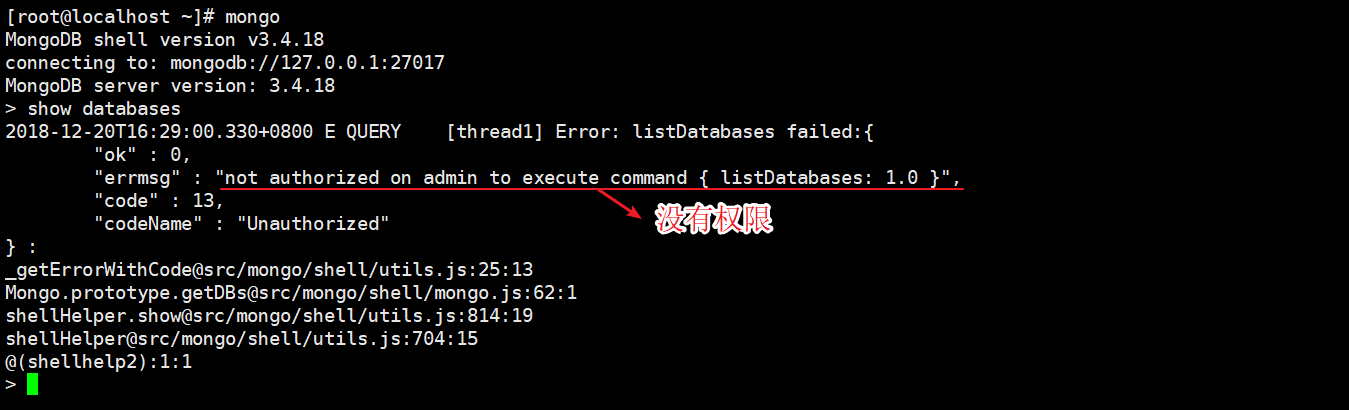 [root@localhost ~]# mongo
MongoDB shell version v3.4.18
connecting to: mongodb://127.0.0.1:27017
MongoDB server version: 3.4.18
> show databases
2018-12-20T16:29:00.330+0800 E QUERY    [thread1] Error: listDatabases failed:{
        "ok" : 0,
        "errmsg" : "not authorized on admin to execute command { listDatabases: 1.0 }",
        "code" : 13,
没有权限
        "codeName" : "Unauthorized"
} :
_getErrorWithCode@src/mongo/shell/utils.js:25:13
Mongo.prototype.getDBs@src/mongo/shell/mongo.js:62:1
shellHelper.show@src/mongo/shell/utils.js:814:19
shellHelper@src/mongo/shell/utils.js:704:15
@(shellhelp2):1:1
>